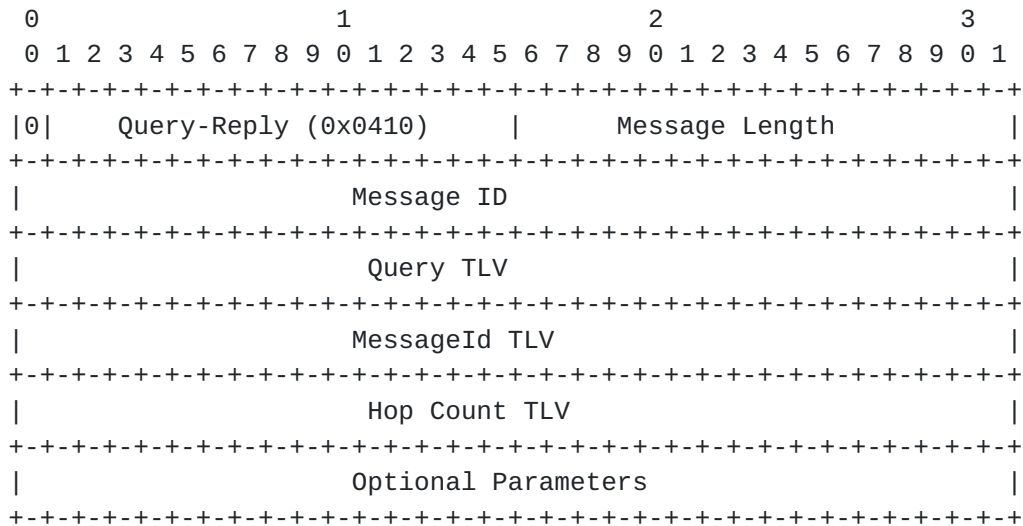 0                   1                   2                   3
 0 1 2 3 4 5 6 7 8 9 0 1 2 3 4 5 6 7 8 9 0 1 2 3 4 5 6 7 8 9 0 1
+-+-+-+-+-+-+-+-+-+-+-+-+-+-+-+-+-+-+-+-+-+-+-+-+-+-+-+-+-+-+-+-+
|0|    Query-Reply (0x0410)     |      Message Length           |
+-+-+-+-+-+-+-+-+-+-+-+-+-+-+-+-+-+-+-+-+-+-+-+-+-+-+-+-+-+-+-+-+
|                     Message ID                                |
+-+-+-+-+-+-+-+-+-+-+-+-+-+-+-+-+-+-+-+-+-+-+-+-+-+-+-+-+-+-+-+-+
|                      Query TLV                                |
+-+-+-+-+-+-+-+-+-+-+-+-+-+-+-+-+-+-+-+-+-+-+-+-+-+-+-+-+-+-+-+-+
|                     MessageId TLV                             |
+-+-+-+-+-+-+-+-+-+-+-+-+-+-+-+-+-+-+-+-+-+-+-+-+-+-+-+-+-+-+-+-+
|                      Hop Count TLV                            |
+-+-+-+-+-+-+-+-+-+-+-+-+-+-+-+-+-+-+-+-+-+-+-+-+-+-+-+-+-+-+-+-+
|                     Optional Parameters                       |
+-+-+-+-+-+-+-+-+-+-+-+-+-+-+-+-+-+-+-+-+-+-+-+-+-+-+-+-+-+-+-+-+